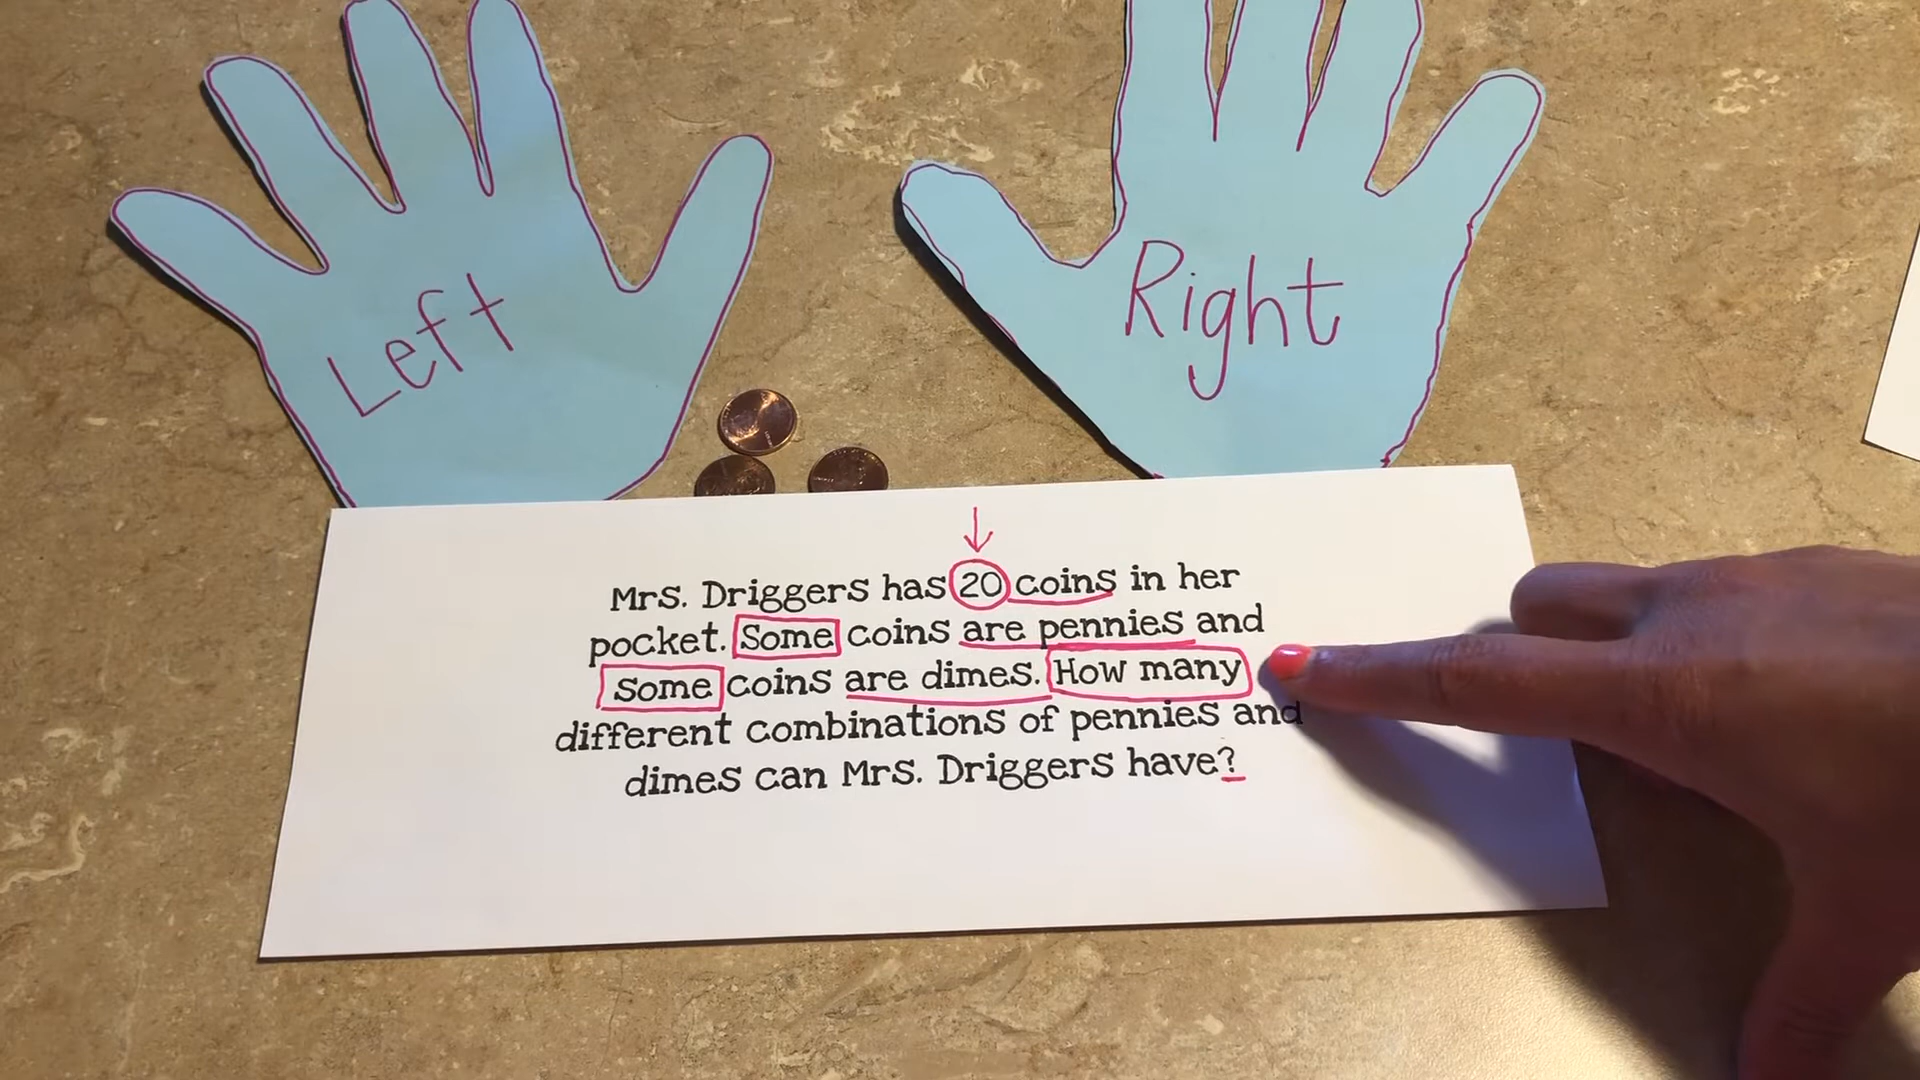 Left
Right
Mrs. Driggers has 20 coins in her
pocket. Some coins are pennies and
some coins are dimes. How many
different combinations of pennies and
dimes can Mrs. Driggers have?